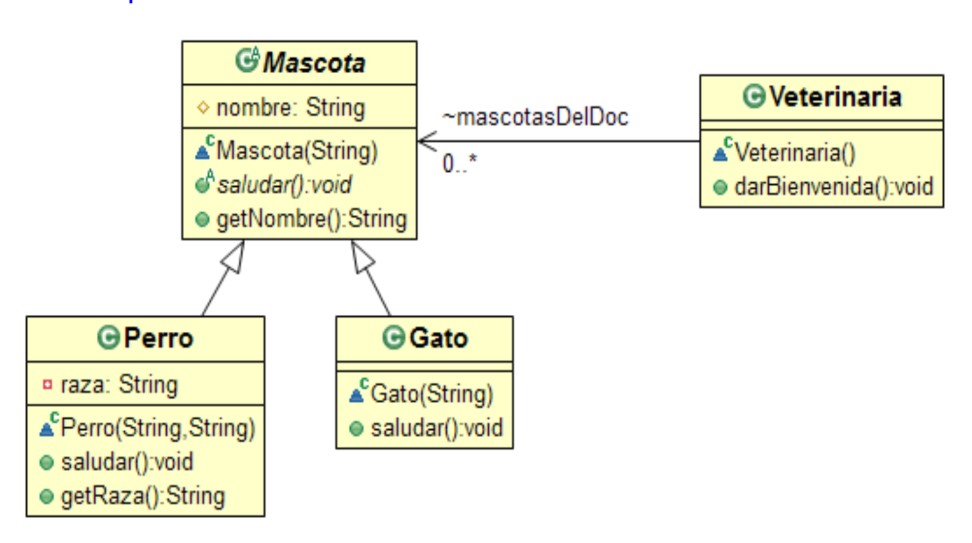 Mascota
nombre: String
Mascota(String)
saludar():void
getNombre():String
~mascotasDelDoc
0..*
Veterinaria
Veterinaria()
darBienvenida():void
Perro
raza: String
Perro(String,String)
saludar():void
getRaza():String
Gato
Gato(String)
saludar():void